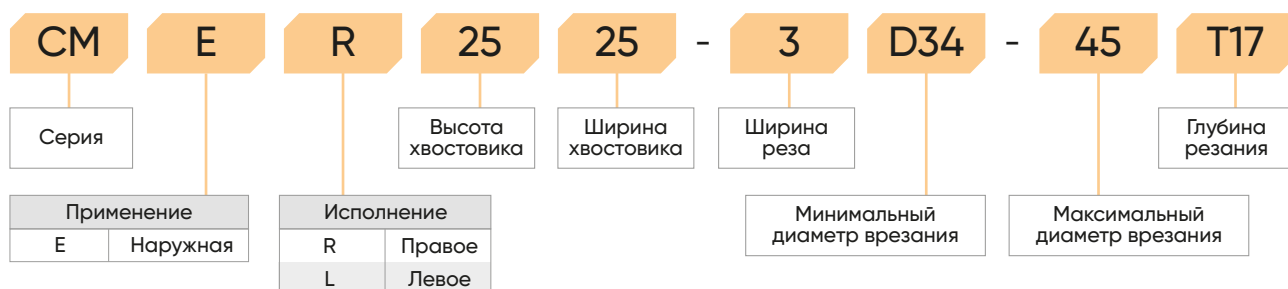 CM E R 25 25 - 3 D34 - 45 T17
Серия
Высота
хвостовика
Ширина
хвостовика
Ширина
реза
Глубина
резания
Применение
E Наружная
Исполнение
R Правое
L Левое
Минимальный
диаметр врезания
Максимальный
диаметр врезания